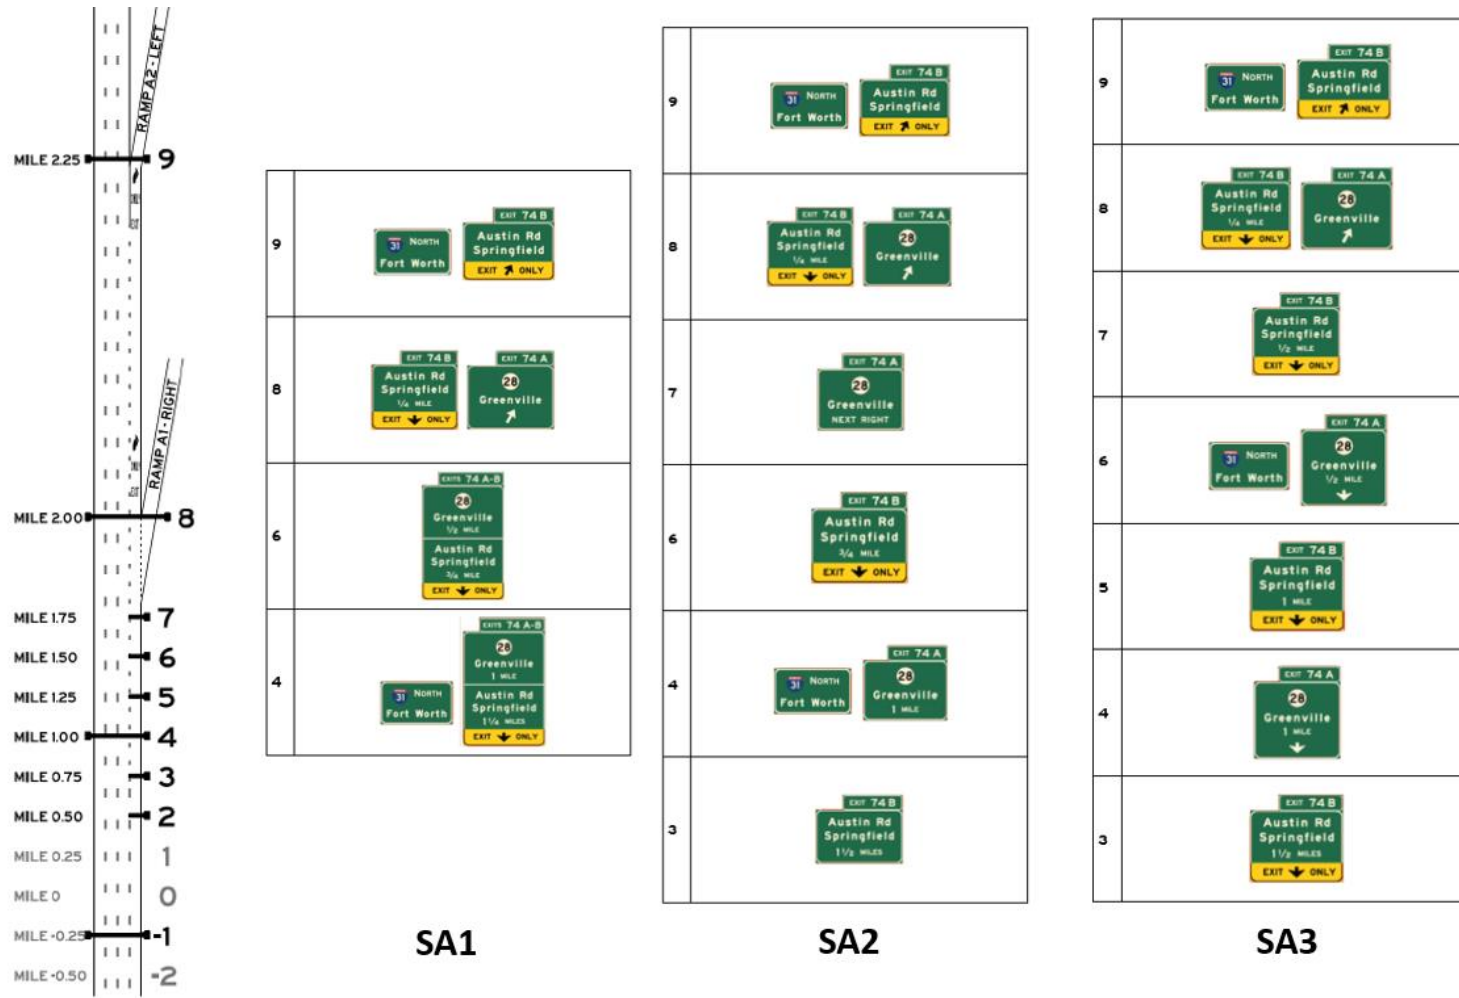 MILE 2.25
9
RAMP A2 - LEFT
RAMP A1 - RIGHT
MILE 2.00
8
MILE 1.75
7
MILE 1.50
6
MILE 1.25
5
MILE 1.00
4
MILE 0.75
3
MILE 0.50
2
MILE 0.25
1
MILE 0
0
MILE -0.25
-1
MILE -0.50
-2
9
31 NORTH
Fort Worth
EXIT 74 B
Austin Rd
Springfield
EXIT ONLY
8
EXIT 74 B
Austin Rd
Springfield
1/4 MILE
EXIT ONLY
EXIT 74 A
28
Greenville
6
EXITS 74 A-B
28
Greenville
1/2 MILE
Austin Rd
Springfield
3/4 MILE
EXIT ONLY
4
31 NORTH
Fort Worth
EXITS 74 A-B
28
Greenville
1 MILE
Austin Rd
Springfield
1 1/4 MILES
EXIT ONLY
SA1
9
31 NORTH
Fort Worth
EXIT 74 B
Austin Rd
Springfield
EXIT ONLY
8
EXIT 74 B
Austin Rd
Springfield
1/4 MILE
EXIT ONLY
EXIT 74 A
28
Greenville
7
EXIT 74 A
28
Greenville
NEXT RIGHT
6
EXIT 74 B
Austin Rd
Springfield
3/4 MILE
EXIT ONLY
4
31 NORTH
Fort Worth
EXIT 74 A
28
Greenville
1 MILE
3
EXIT 74 B
Austin Rd
Springfield
1 1/2 MILES
SA2
9
31 NORTH
Fort Worth
EXIT 74 B
Austin Rd
Springfield
EXIT ONLY
8
EXIT 74 B
Austin Rd
Springfield
1/4 MILE
EXIT ONLY
EXIT 74 A
28
Greenville
7
EXIT 74 B
Austin Rd
Springfield
1/2 MILE
EXIT ONLY
6
31 NORTH
Fort Worth
EXIT 74 A
28
Greenville
1/2 MILE
5
EXIT 74 B
Austin Rd
Springfield
1 MILE
EXIT ONLY
4
EXIT 74 A
28
Greenville
1 MILE
3
EXIT 74 B
Austin Rd
Springfield
1 1/2 MILES
EXIT ONLY
SA3